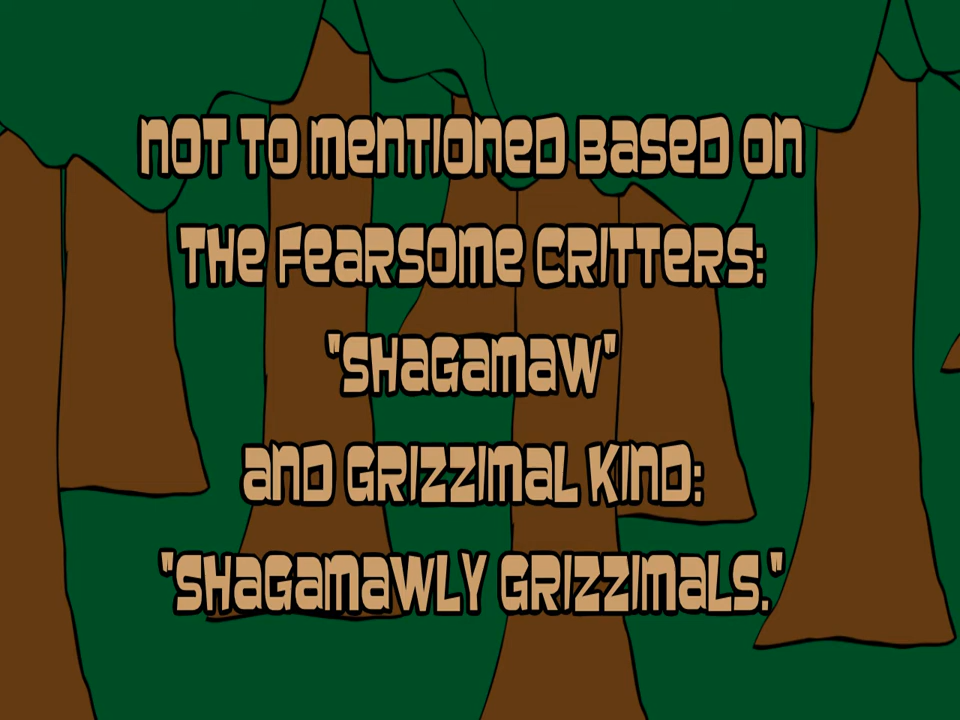 NOT TO MENTIONED BASED ON
THE FEARSOME CRITTERS:
"SHAGAMAW"
AND GRIZZIMAL KIND:
"SHAGAMAWLY GRIZZIMALS."